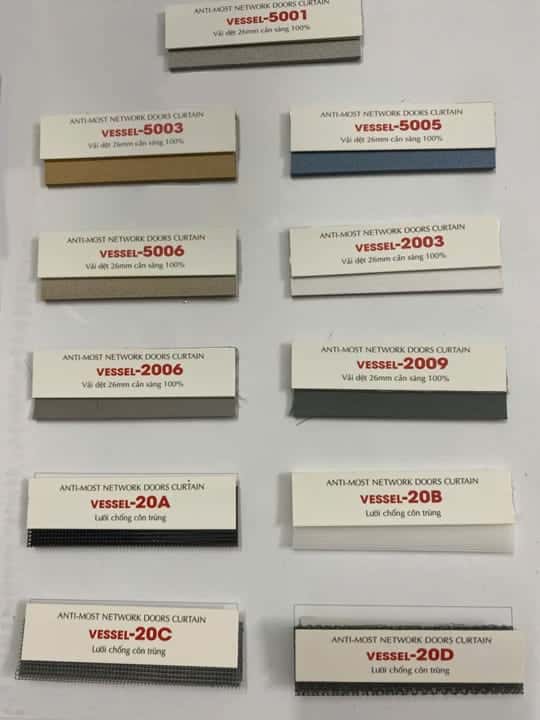 ANTI-MOST NETWORK DOORS CURTAIN
VESSEL-5001
Vải dệt 26mm cản sáng 100%
ANTI-MOST NETWORK DOORS CURTAIN
VESSEL-5003
Vải dệt 26mm cản sáng 100%
ANTI-MOST NETWORK DOORS CURTAIN
VESSEL-5005
Vải dệt 26mm cản sáng 100%
ANTI-MOST NETWORK DOORS CURTAIN
VESSEL-5006
Vải dệt 26mm cản sáng 100%
ANTI-MOST NETWORK DOORS CURTAIN
VESSEL-2003
Vải dệt 26mm cản sáng 100%
ANTI-MOST NETWORK DOORS CURTAIN
VESSEL-2006
Vải dệt 26mm cản sáng 100%
ANTI-MOST NETWORK DOORS CURTAIN
VESSEL-2009
Vải dệt 26mm cản sáng 100%
ANTI-MOST NETWORK DOORS CURTAIN
VESSEL-20A
Lưới chống côn trùng
ANTI-MOST NETWORK DOORS CURTAIN
VESSEL-20B
Lưới chống côn trùng
ANTI-MOST NETWORK DOORS CURTAIN
VESSEL-20C
Lưới chống côn trùng
ANTI-MOST NETWORK DOORS CURTAIN
VESSEL-20D
Lưới chống côn trùng